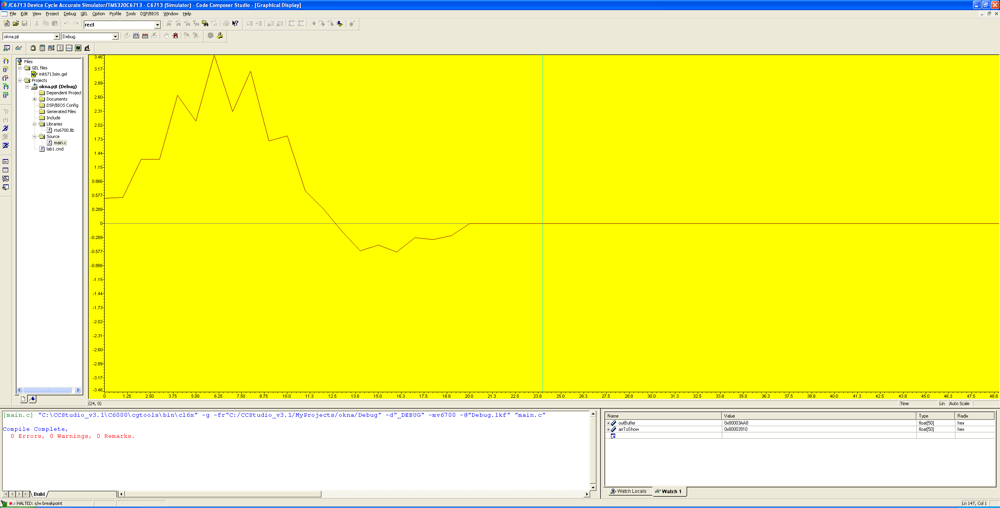 /C6713 Device Cycle Accurate Simulator/TMS320C6713 - C6713 (Simulator) - Code Composer Studio - [Graphical Display]
File Edit View Project Debug GEL Option Profile Tools DSP/BIOS Window Help
rect
okna.pjt Debug
Files
GEL files
init6713sim.gel
Projects
okna.pjt (Debug)
Dependent Project
Documents
DSP/BIOS Config
Generated Files
Include
Libraries
rts6700.lib
Source
main.c
lab1.cmd
3.46
3.17
2.89
2.60
2.31
2.02
1.73
1.44
1.15
0.866
0.577
0.289
0
-0.289
-0.577
-0.866
-1.15
-1.44
-1.73
-2.02
-2.31
-2.60
-2.89
-3.17
-3.46
0 1.25 2.50 3.75 5.00 6.25 7.50 8.75 10.0 11.3 12.5 13.8 15.0 16.3 17.5 18.8 20.0 21.3 22.5 23.8 25.0 26.3 27.5 28.8 30.0 31.3 32.5 33.8 35.0 36.3 37.5 38.8 40.0 41.3 42.5 43.8 45.0 46.3 47.5 48.8
(24, 0) Time Lin Auto Scale
[main.c] "C:\CCStudio_v3.1\C6000\cgtools\bin\cl6x" -g -fr"C:/CCStudio_v3.1/MyProjects/okna/Debug" -d"_DEBUG" -mv6700 -@"Debug.lkf" "main.c"
Compile Complete,
0 Errors, 0 Warnings, 0 Remarks.
Build
Name Value Type Radix
outBuffer 0x80003AA8 float[50] hex
arrToShow 0x80003910 float[50] hex
Watch Locals Watch 1
HALTED: s/w breakpoint
Ln 147, Col 1